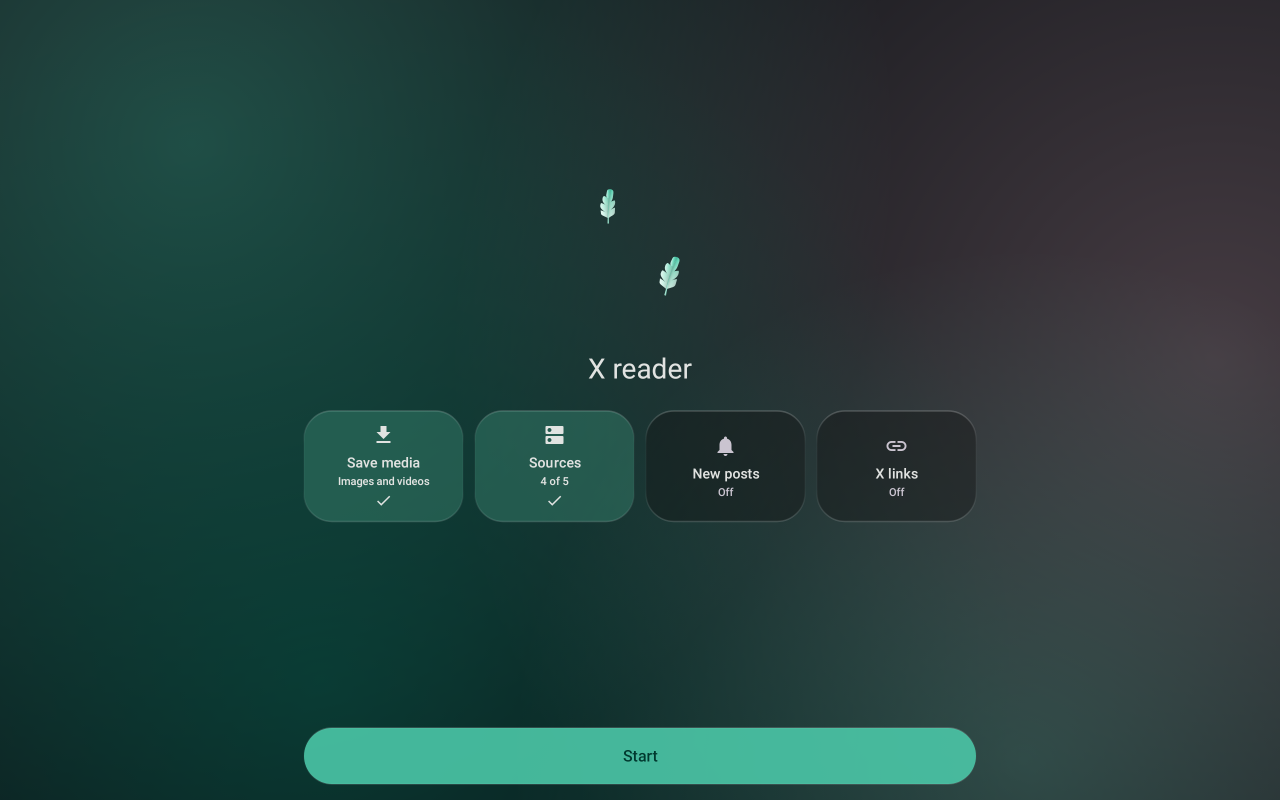 X reader
Save media
Images and videos
Sources
4 of 5
New posts
Off
X links
Off
Start